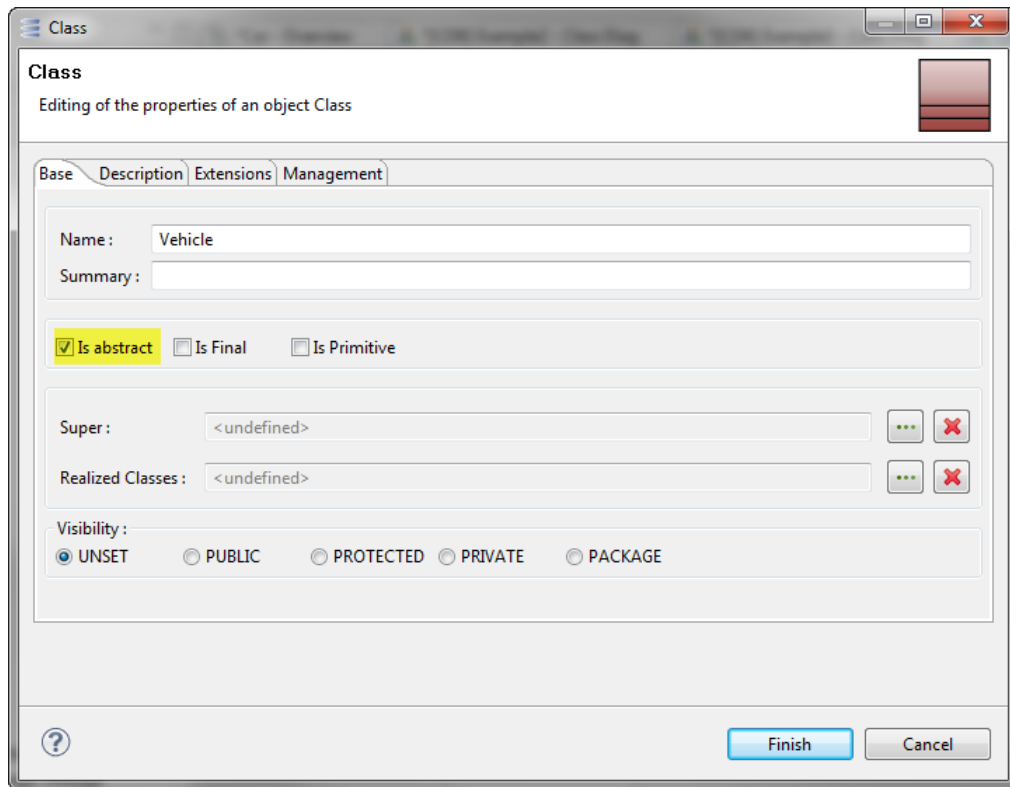 Class
Class
Editing of the properties of an object Class
Base Description Extensions Management
Name : Vehicle
Summary :
Is abstract Is Final Is Primitive
Super : <undefined>
Realized Classes : <undefined>
Visibility :
UNSET PUBLIC PROTECTED PRIVATE PACKAGE
Finish Cancel